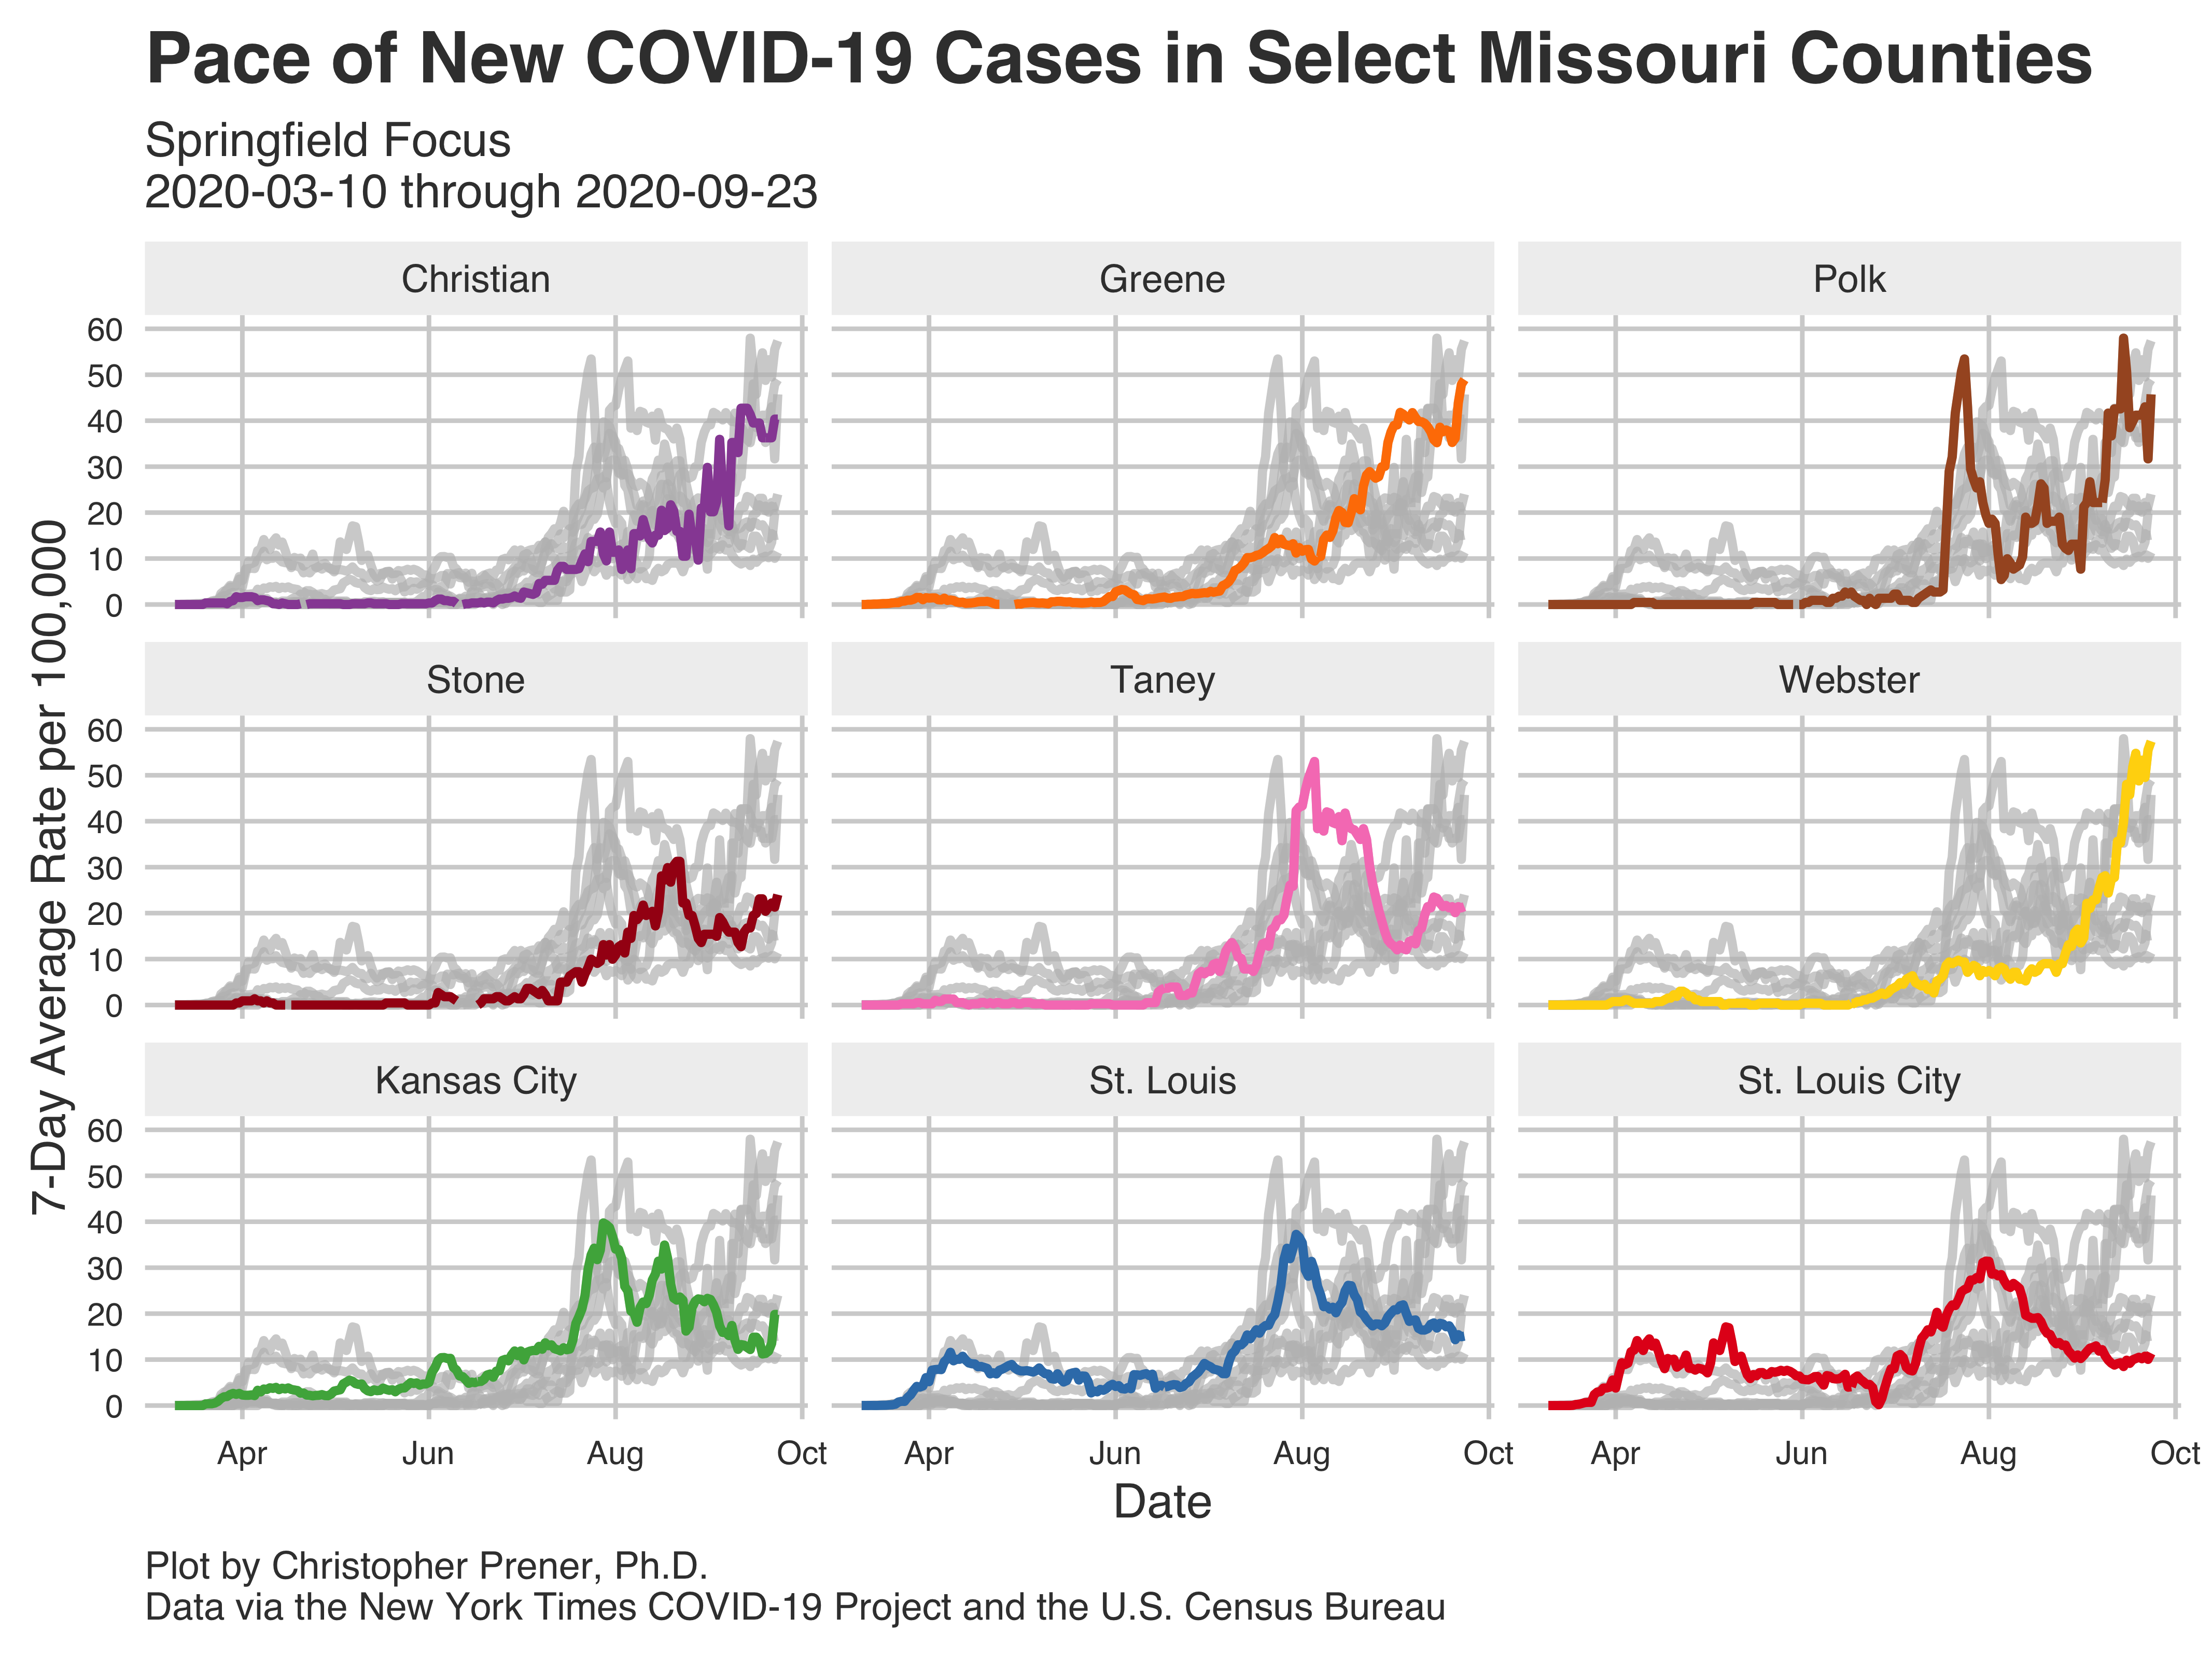 Pace of New COVID-19 Cases in Select Missouri Counties
Springfield Focus
2020-03-10 through 2020-09-23
7-Day Average Rate per 100,000
Christian
Greene
Polk
60
50
40
30
20
10
0
Stone
Taney
Webster
60
50
40
30
20
10
0
Kansas City
St. Louis
St. Louis City
60
50
40
30
20
10
0
Apr Jun Aug Oct
Apr Jun Aug Oct
Apr Jun Aug Oct
Date
Plot by Christopher Prener, Ph.D.
Data via the New York Times COVID-19 Project and the U.S. Census Bureau